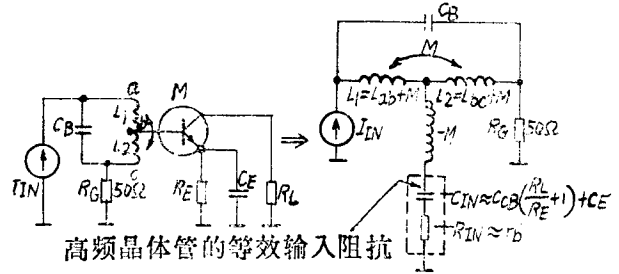 CB
M
a
L1
M
L1=Lab+M
L2=Lbc+M
CB
L2
IIN
-M
RG
50Ω
IIN
c
RG
50Ω
RE
CE
RL
CIN≈CCB(RL/RE+1)+CE
RIN≈rb
高频晶体管的等效输入阻抗